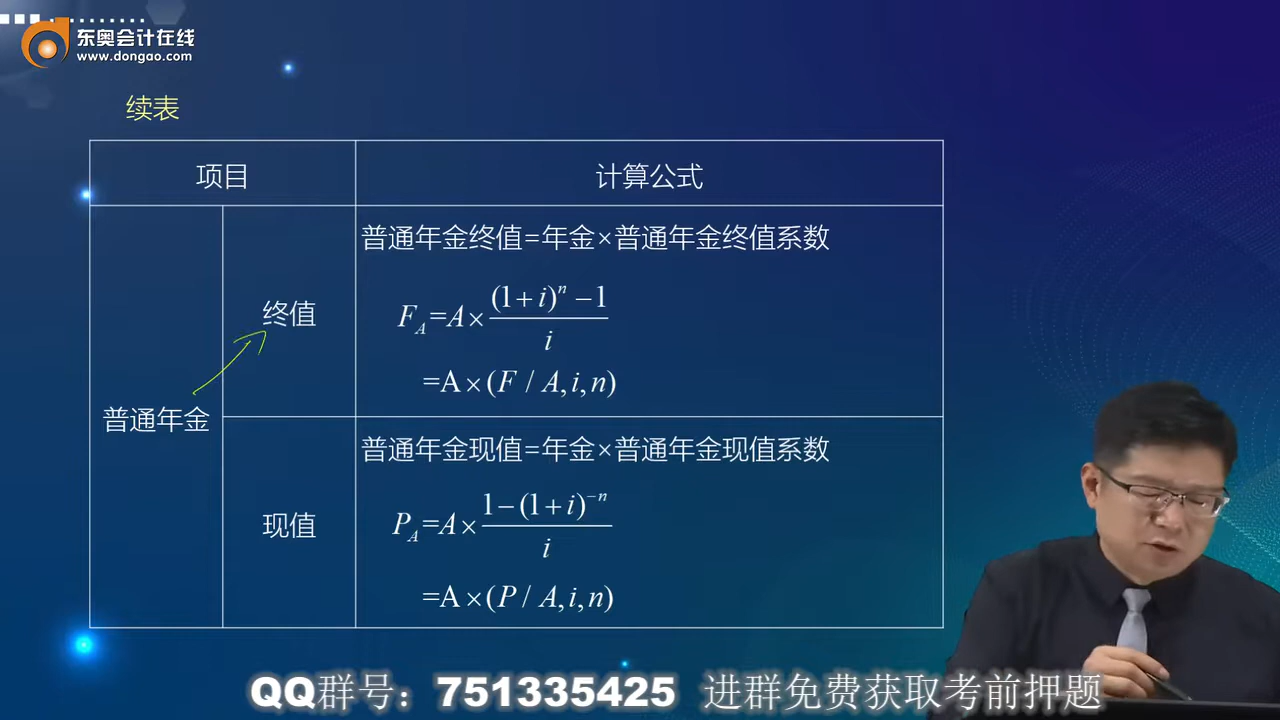 东奥会计在线
www.dongao.com
续表
项目
计算公式
普通年金
终值
普通年金终值=年金×普通年金终值系数
F_A=A×((1+i)^n −1)/i
=A×(F / A,i,n)
现值
普通年金现值=年金×普通年金现值系数
P_A=A×(1−(1+i)^−n)/i
=A×(P / A,i,n)
QQ群号：751335425 进群免费获取考前押题